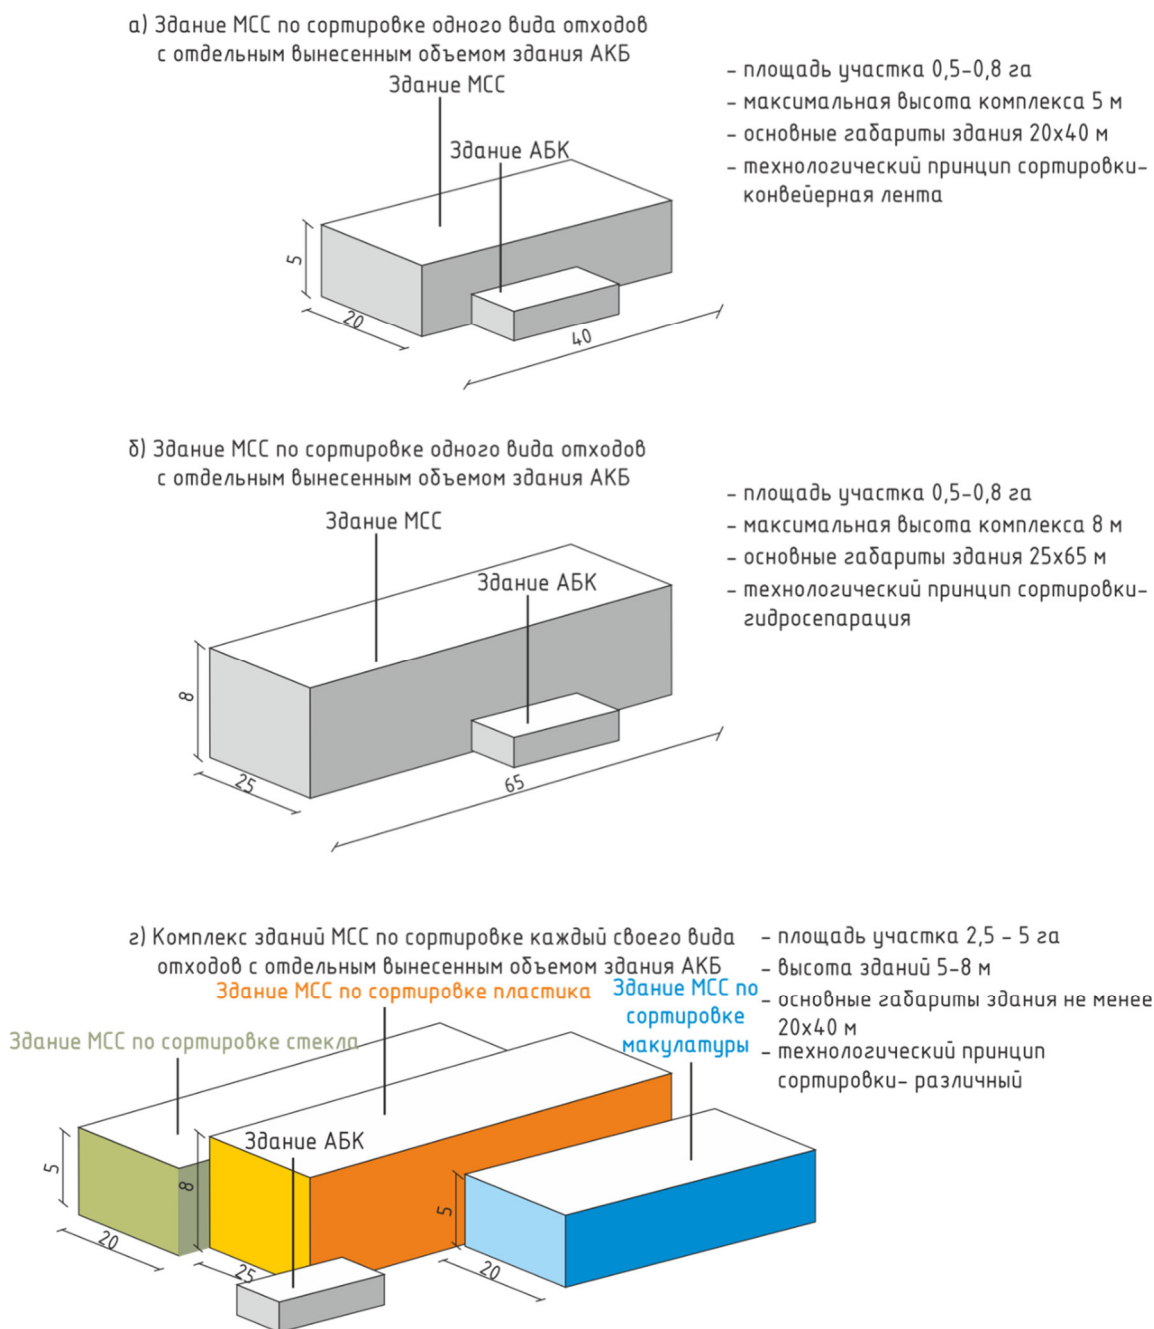 а) Здание МСС по сортировке одного вида отходов
с отдельным вынесенным объемом здания АКБ
Здание МСС
Здание АБК
5
20
40
– площадь участка 0,5–0,8 га
– максимальная высота комплекса 5 м
– основные габариты здания 20х40 м
– технологический принцип сортировки–
конвейерная лента
б) Здание МСС по сортировке одного вида отходов
с отдельным вынесенным объемом здания АКБ
Здание МСС
Здание АБК
8
25
65
– площадь участка 0,5–0,8 га
– максимальная высота комплекса 8 м
– основные габариты здания 25х65 м
– технологический принцип сортировки–
гидросепарация
г) Комплекс зданий МСС по сортировке каждый своего вида
отходов с отдельным вынесенным объемом здания АКБ
Здание МСС по сортировке пластика
Здание МСС по
сортировке
макулатуры
Здание МСС по сортировке стекла
Здание АБК
5
20
8
25
5
20
– площадь участка 2,5 – 5 га
– высота зданий 5–8 м
– основные габариты здания не менее
20х40 м
– технологический принцип
сортировки– различный